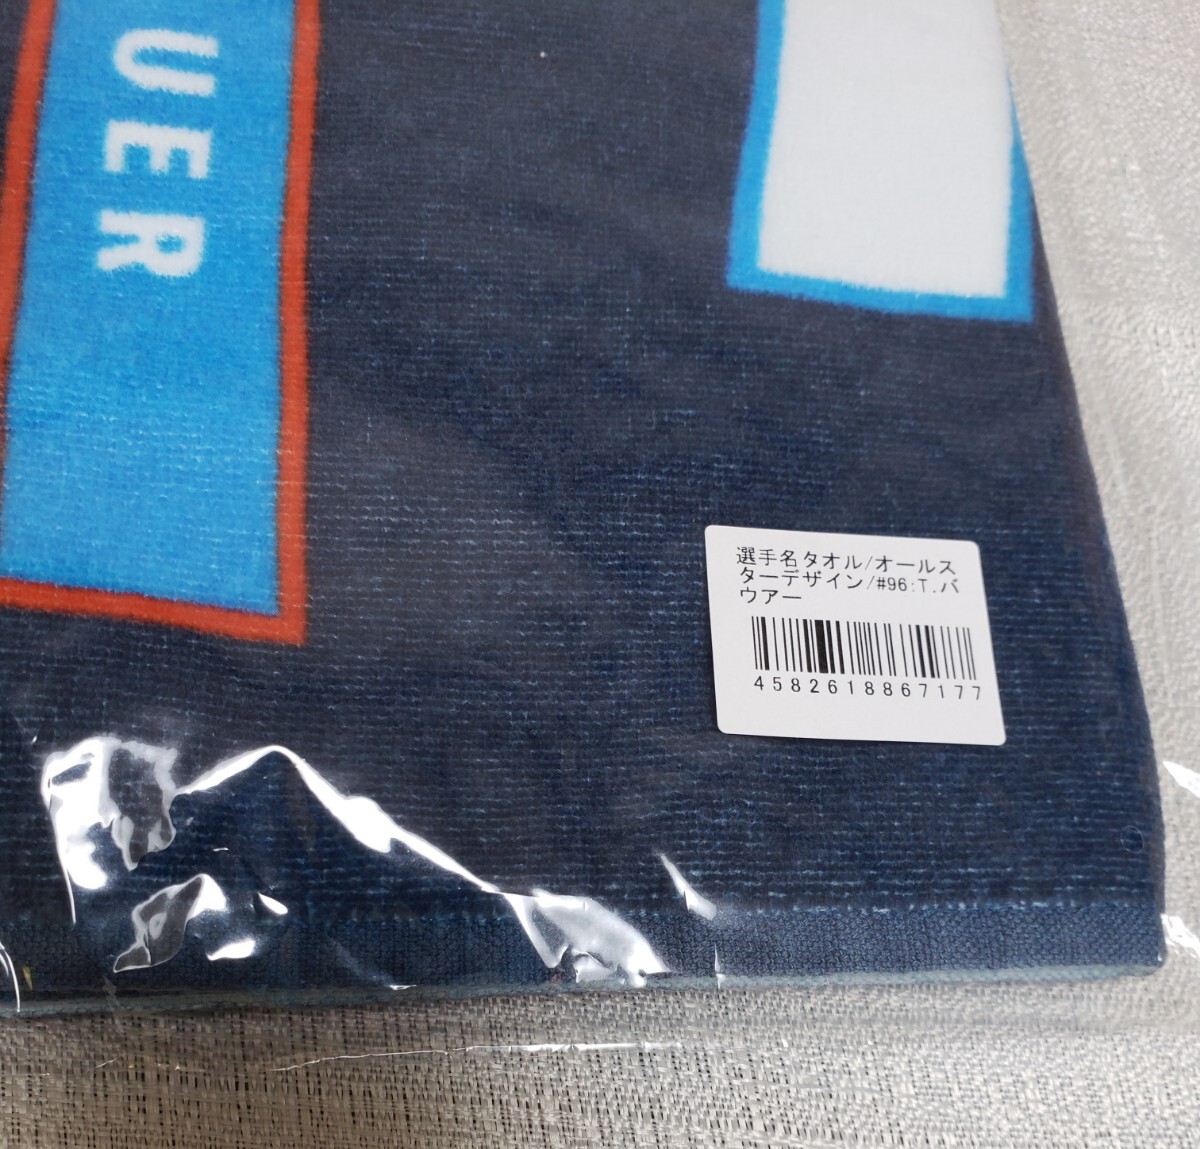 UER
選手名タオル/オールス
ターデザイン/#96:T.バ
ウアー
4582618867177